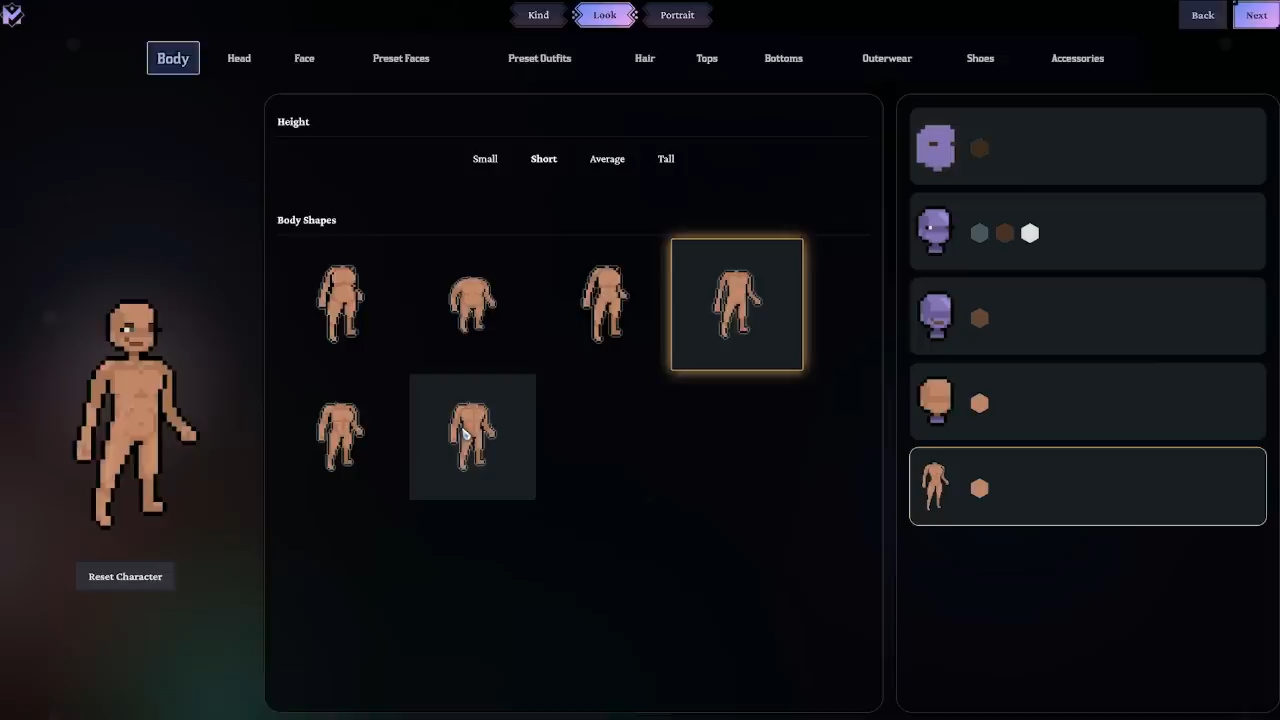 Kind Look Portrait Back Next
Body Head Face Preset Faces Preset Outfits Hair Tops Bottoms Outerwear Shoes Accessories
Height
Small Short Average Tall
Body Shapes
Reset Character